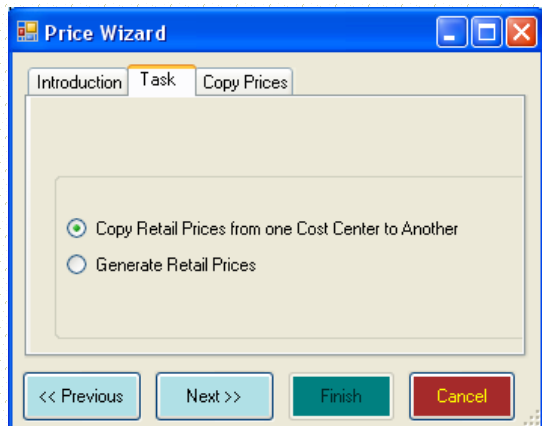 Price Wizard
Introduction Task Copy Prices
Copy Retail Prices from one Cost Center to Another
Generate Retail Prices
<< Previous Next >> Finish Cancel